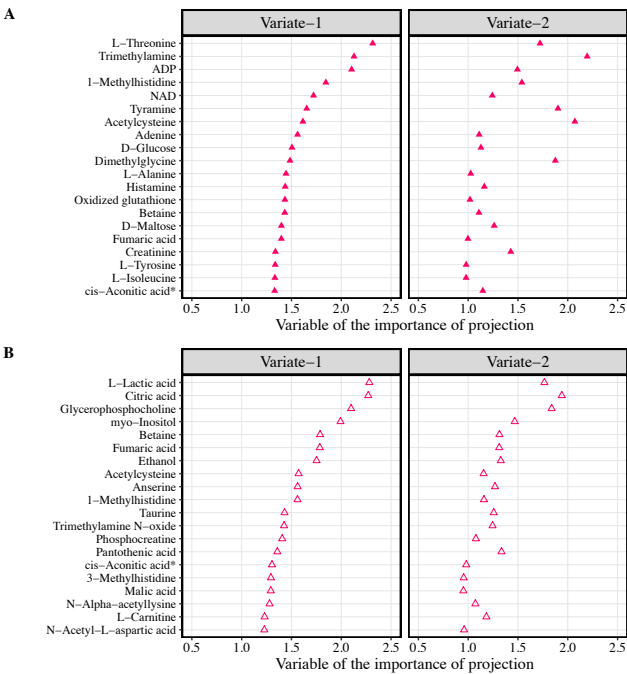 A
Variate−1 Variate−2
L−Threonine
Trimethylamine
ADP
1−Methylhistidine
NAD
Tyramine
Acetylcysteine
Adenine
D−Glucose
Dimethylglycine
L−Alanine
Histamine
Oxidized glutathione
Betaine
D−Maltose
Fumaric acid
Creatinine
L−Tyrosine
L−Isoleucine
cis−Aconitic acid*
0.5 1.0 1.5 2.0 2.5 0.5 1.0 1.5 2.0 2.5
Variable of the importance of projection
B
Variate−1 Variate−2
L−Lactic acid
Citric acid
Glycerophosphocholine
myo−Inositol
Betaine
Fumaric acid
Ethanol
Acetylcysteine
Anserine
1−Methylhistidine
Taurine
Trimethylamine N−oxide
Phosphocreatine
Pantothenic acid
cis−Aconitic acid*
3−Methylhistidine
Malic acid
N−Alpha−acetyllysine
L−Carnitine
N−Acetyl−L−aspartic acid
0.5 1.0 1.5 2.0 2.5 0.5 1.0 1.5 2.0 2.5
Variable of the importance of projection